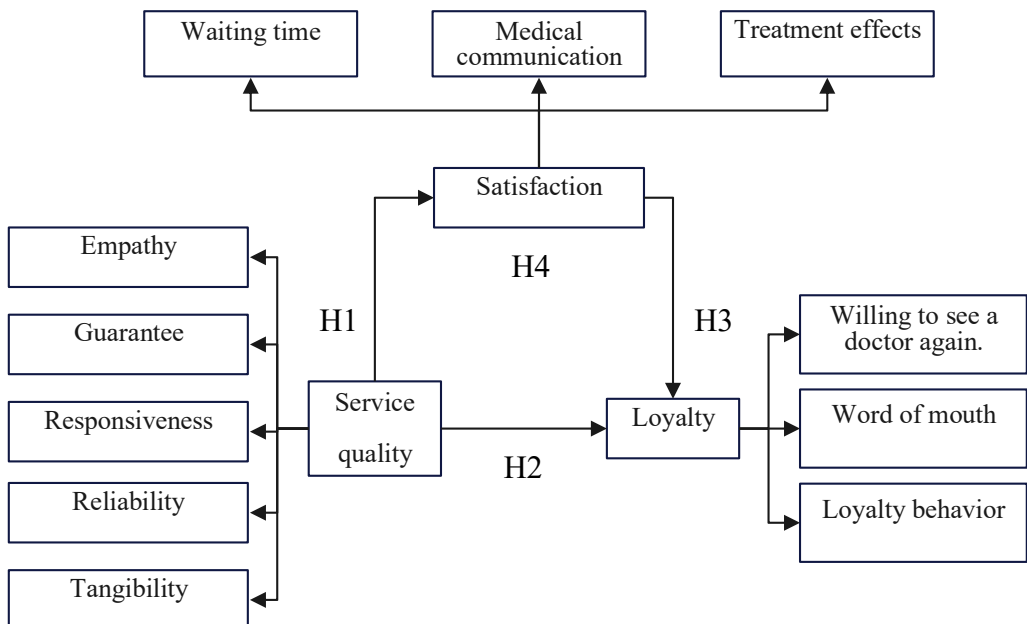 Waiting time
Medical
communication
Treatment effects
Satisfaction
Empathy
H4
Guarantee
H1
H3
Willing to see a
doctor again.
Service
quality
Loyalty
Responsiveness
Word of mouth
H2
Reliability
Loyalty behavior
Tangibility